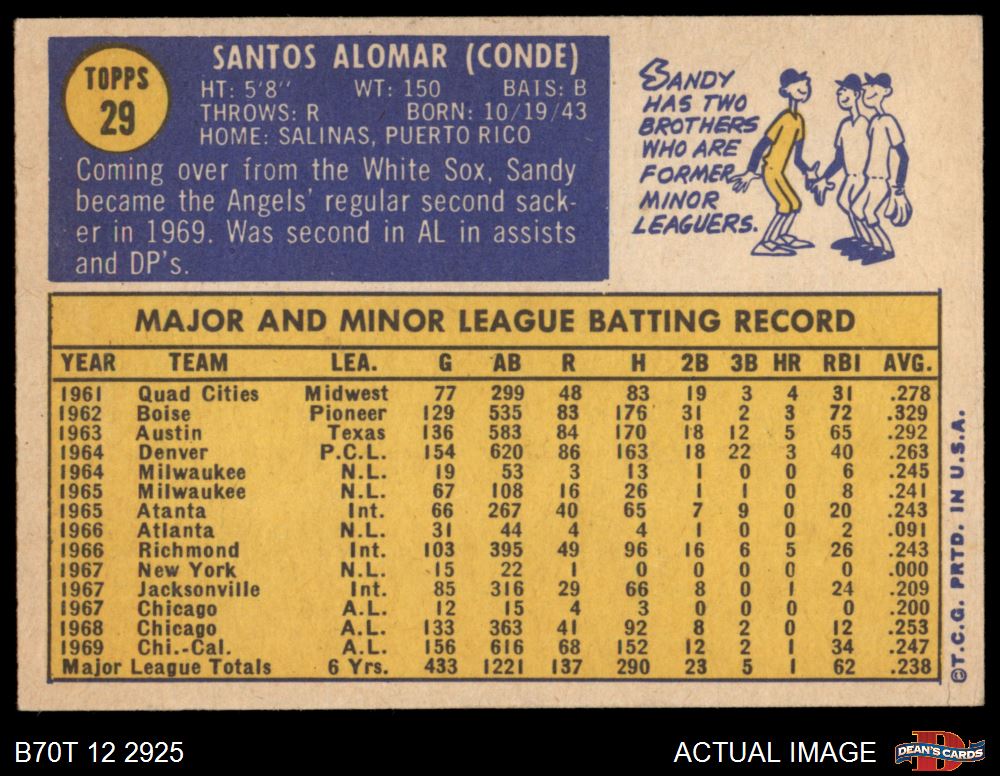 TOPPS
29
SANTOS ALOMAR (CONDE)
HT: 5'8" WT: 150 BATS: B
THROWS: R BORN: 10/19/43
HOME: SALINAS, PUERTO RICO
Coming over from the White Sox, Sandy
became the Angels' regular second sack-
er in 1969. Was second in AL in assists
and DP's.
SANDY
HAS TWO
BROTHERS
WHO ARE
FORMER
MINOR
LEAGUERS.
MAJOR AND MINOR LEAGUE BATTING RECORD
YEAR TEAM LEA. G AB R H 2B 3B HR RBI AVG.
1961 Quad Cities Midwest 77 299 48 83 19 3 4 31 .278
1962 Boise Pioneer 129 535 83 176 31 2 3 72 .329
1963 Austin Texas 136 583 84 170 18 12 5 65 .292
1964 Denver P.C.L. 154 620 86 163 18 22 3 40 .263
1964 Milwaukee N.L. 19 53 3 13 1 0 0 6 .245
1965 Milwaukee N.L. 67 108 16 26 1 1 0 8 .241
1965 Atanta Int. 66 267 40 65 7 9 0 20 .243
1966 Atlanta N.L. 31 44 4 4 1 0 0 2 .091
1966 Richmond Int. 103 395 49 96 16 6 5 26 .243
1967 New York N.L. 15 22 1 0 0 0 0 0 .000
1967 Jacksonville Int. 85 316 29 66 8 0 1 24 .209
1967 Chicago A.L. 12 15 4 3 0 0 0 0 .200
1968 Chicago A.L. 133 363 41 92 8 2 0 12 .253
1969 Chi.-Cal. A.L. 156 616 68 152 12 2 1 34 .247
Major League Totals 6 Yrs. 433 1221 137 290 23 5 1 62 .238
©T.C.G. PRTD. IN U.S.A.
B70T 12 2925
ACTUAL IMAGE
D
DEAN'S CARDS